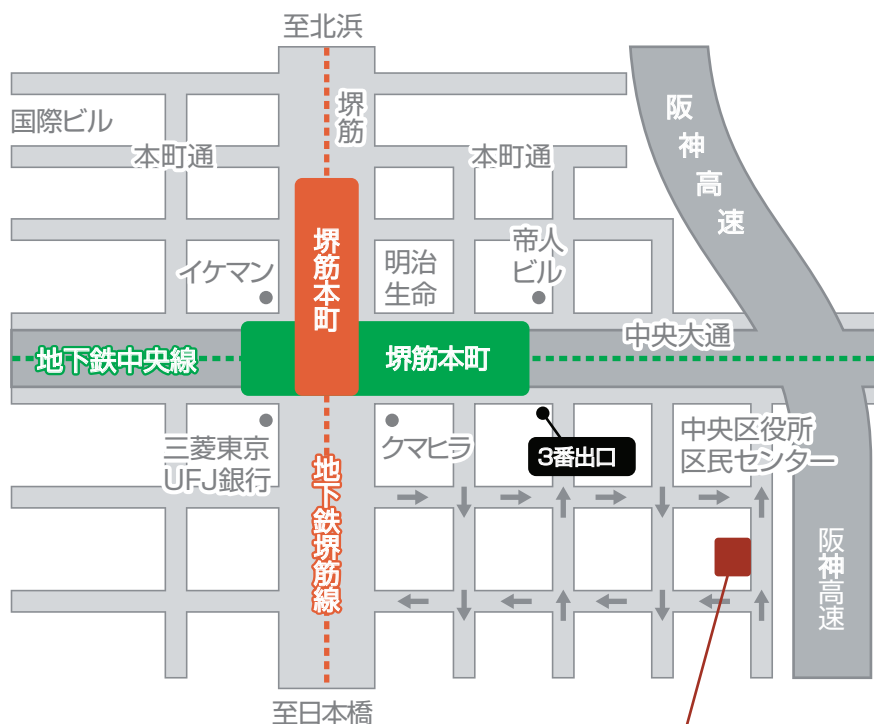 至北浜
堺筋
阪神高速
国際ビル
本町通
本町通
堺筋本町
イケマン
明治
生命
帝人
ビル
中央大通
地下鉄中央線
堺筋本町
三菱東京
UFJ銀行
クマヒラ
3番出口
中央区役所
区民センター
地下鉄堺筋線
阪神高速
至日本橋